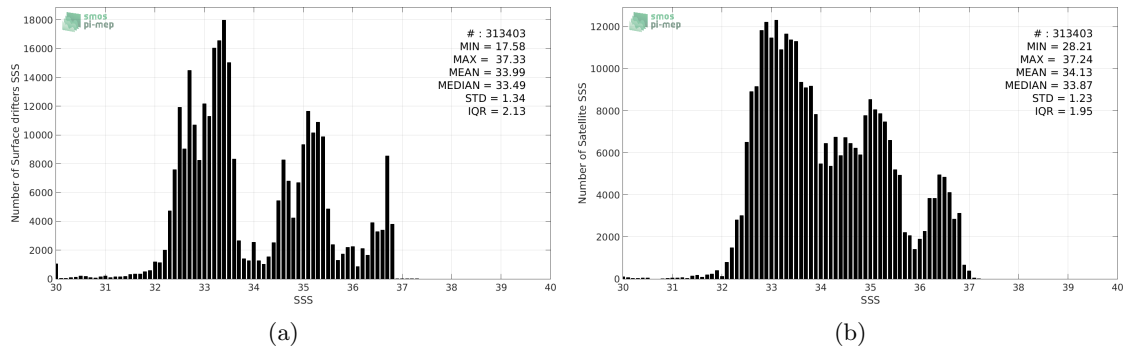 smos
pi-mep
# : 313403
MIN = 17.58
MAX = 37.33
MEAN = 33.99
MEDIAN = 33.49
STD = 1.34
IQR = 2.13
Number of Surface drifters SSS
18000
16000
14000
12000
10000
8000
6000
4000
2000
0
30 31 32 33 34 35 36 37 38 39 40
SSS
(a)
smos
pi-mep
# : 313403
MIN = 28.21
MAX = 37.24
MEAN = 34.13
MEDIAN = 33.87
STD = 1.23
IQR = 1.95
Number of Satellite SSS
12000
10000
8000
6000
4000
2000
0
30 31 32 33 34 35 36 37 38 39 40
SSS
(b)